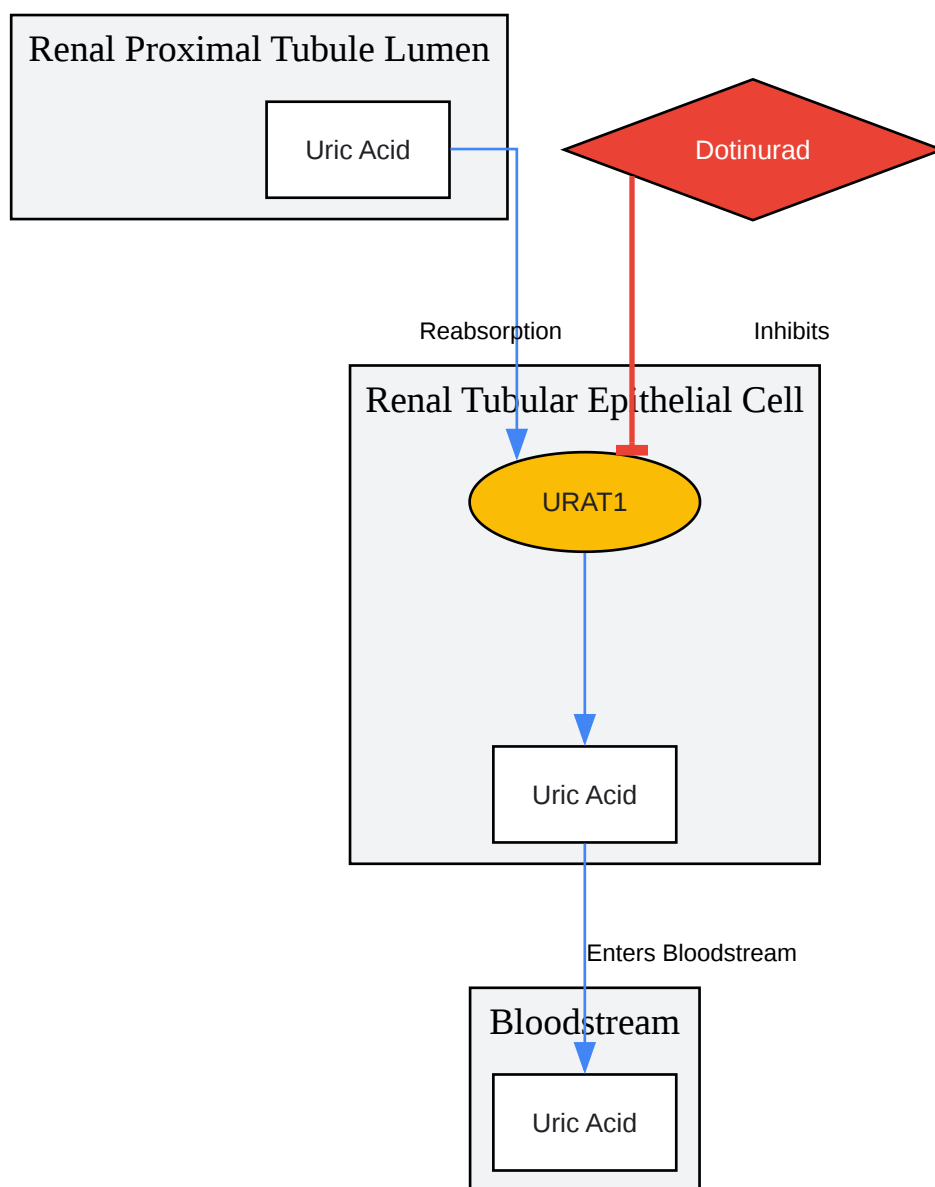 Renal Proximal Tubule Lumen
Uric Acid
Dotinurad
Reabsorption
Inhibits
Renal Tubular Epithelial Cell
URAT1
Uric Acid
Enters Bloodstream
Bloodstream
Uric Acid